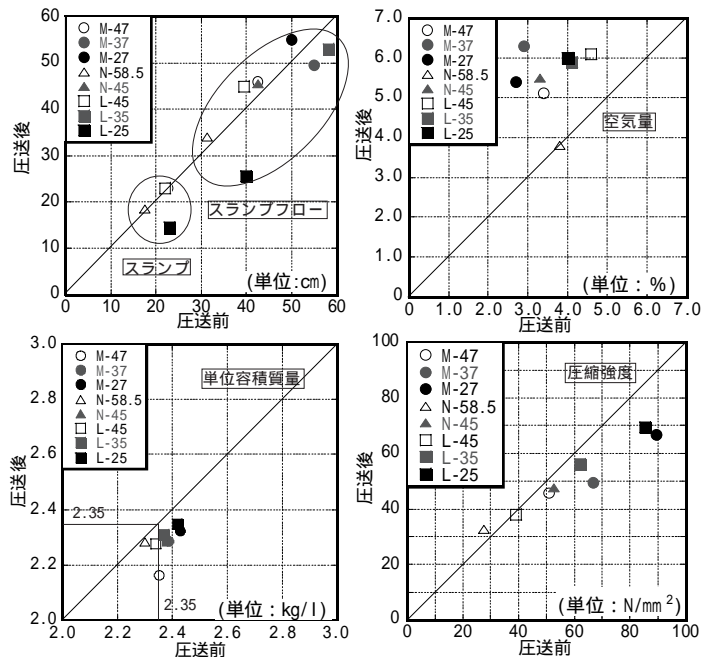 60
50
40
30
20
10
0
圧送後
M-47
M-37
M-27
N-58.5
N-45
L-45
L-35
L-25
スランプフロー
スランプ
(単位:cm)
0 10 20 30 40 50 60
圧送前
7.0
6.0
5.0
4.0
3.0
2.0
1.0
0
圧送後
M-47
M-37
M-27
N-58.5
N-45
L-45
L-35
L-25
空気量
(単位：%)
0 1.0 2.0 3.0 4.0 5.0 6.0 7.0
圧送前
3.0
2.8
2.6
2.4
2.2
2.0
圧送後
M-47
M-37
M-27
N-58.5
N-45
L-45
L-35
L-25
単位容積質量
2.35
2.35
(単位：kg/l)
2.0 2.2 2.4 2.6 2.8 3.0
圧送前
100
80
60
40
20
0
圧送後
M-47
M-37
M-27
N-58.5
N-45
L-45
L-35
L-25
圧縮強度
(単位：N/mm²)
0 20 40 60 80 100
圧送前